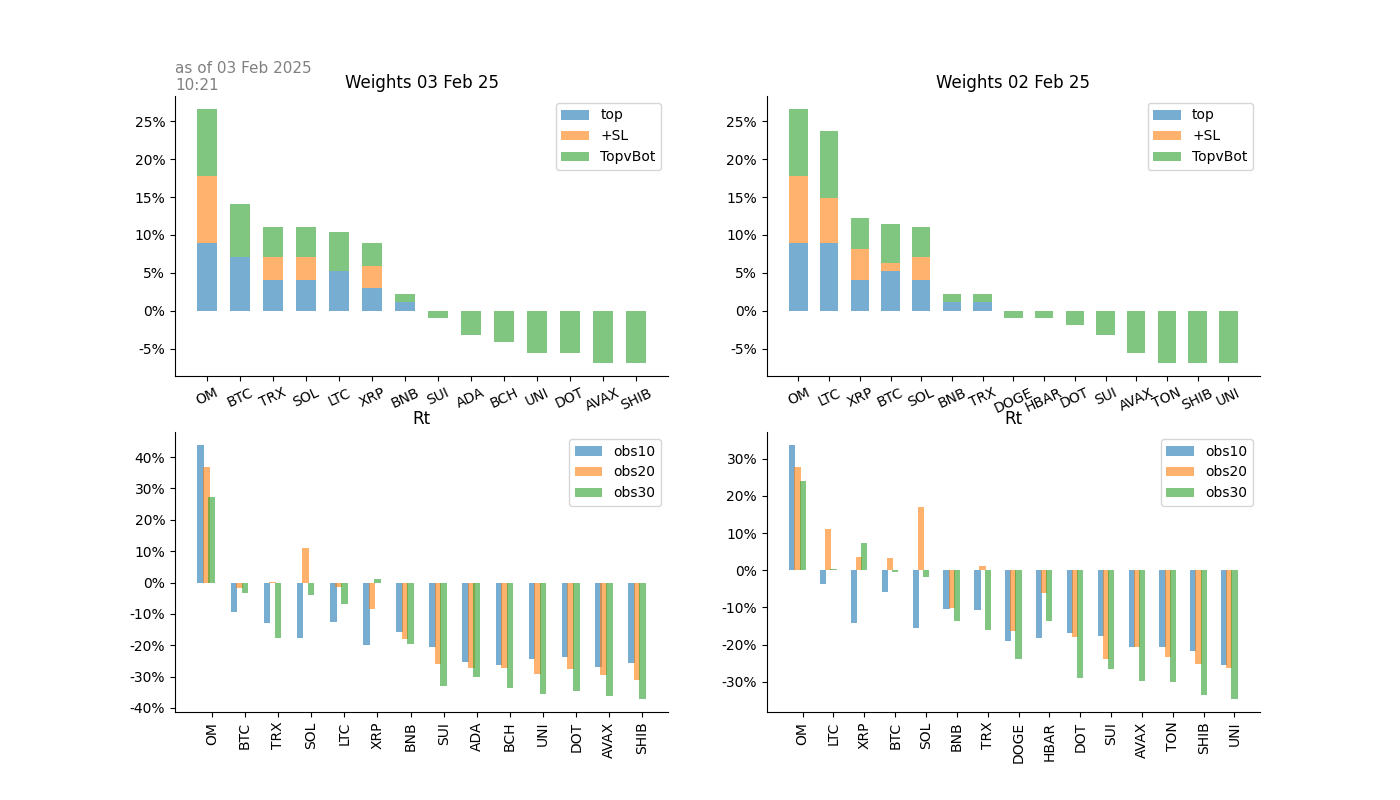 as of 03 Feb 2025
10:21
Weights 03 Feb 25
25%
20%
15%
10%
5%
0%
-5%
top
+SL
TopvBot
OM BTC TRX SOL LTC XRP BNB SUI ADA BCH UNI DOT AVAX SHIB
Weights 02 Feb 25
25%
20%
15%
10%
5%
0%
-5%
top
+SL
TopvBot
OM LTC XRP BTC SOL BNB TRX DOGE HBAR DOT SUI AVAX TON SHIB UNI
Rt
40%
30%
20%
10%
0%
-10%
-20%
-30%
-40%
obs10
obs20
obs30
OM BTC TRX SOL LTC XRP BNB SUI ADA BCH UNI DOT AVAX SHIB
Rt
30%
20%
10%
0%
-10%
-20%
-30%
obs10
obs20
obs30
OM LTC XRP BTC SOL BNB TRX DOGE HBAR DOT SUI AVAX TON SHIB UNI